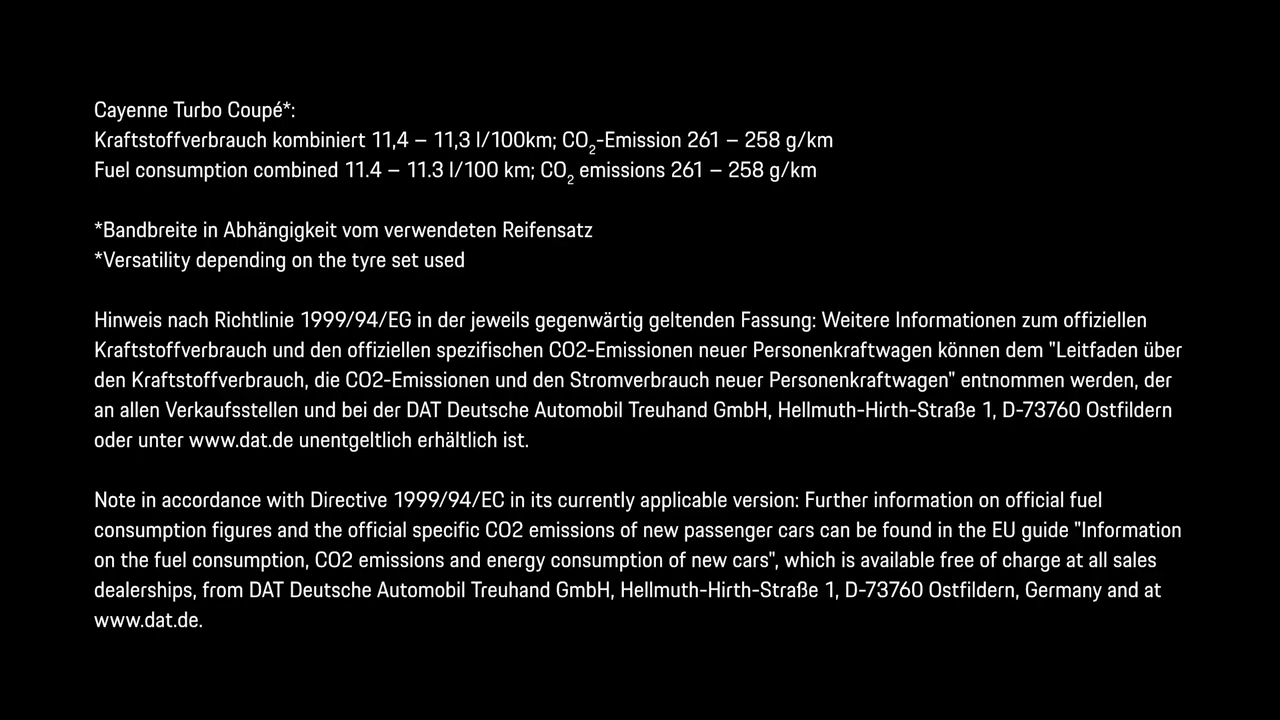 Cayenne Turbo Coupé*:
Kraftstoffverbrauch kombiniert 11,4 – 11,3 l/100km; CO₂-Emission 261 – 258 g/km
Fuel consumption combined 11.4 – 11.3 l/100 km; CO₂ emissions 261 – 258 g/km
*Bandbreite in Abhängigkeit vom verwendeten Reifensatz
*Versatility depending on the tyre set used
Hinweis nach Richtlinie 1999/94/EG in der jeweils gegenwärtig geltenden Fassung: Weitere Informationen zum offiziellen
Kraftstoffverbrauch und den offiziellen spezifischen CO2-Emissionen neuer Personenkraftwagen können dem "Leitfaden über
den Kraftstoffverbrauch, die CO2-Emissionen und den Stromverbrauch neuer Personenkraftwagen" entnommen werden, der
an allen Verkaufsstellen und bei der DAT Deutsche Automobil Treuhand GmbH, Hellmuth-Hirth-Straße 1, D-73760 Ostfildern
oder unter www.dat.de unentgeltlich erhältlich ist.
Note in accordance with Directive 1999/94/EC in its currently applicable version: Further information on official fuel
consumption figures and the official specific CO2 emissions of new passenger cars can be found in the EU guide "Information
on the fuel consumption, CO2 emissions and energy consumption of new cars", which is available free of charge at all sales
dealerships, from DAT Deutsche Automobil Treuhand GmbH, Hellmuth-Hirth-Straße 1, D-73760 Ostfildern, Germany and at
www.dat.de.